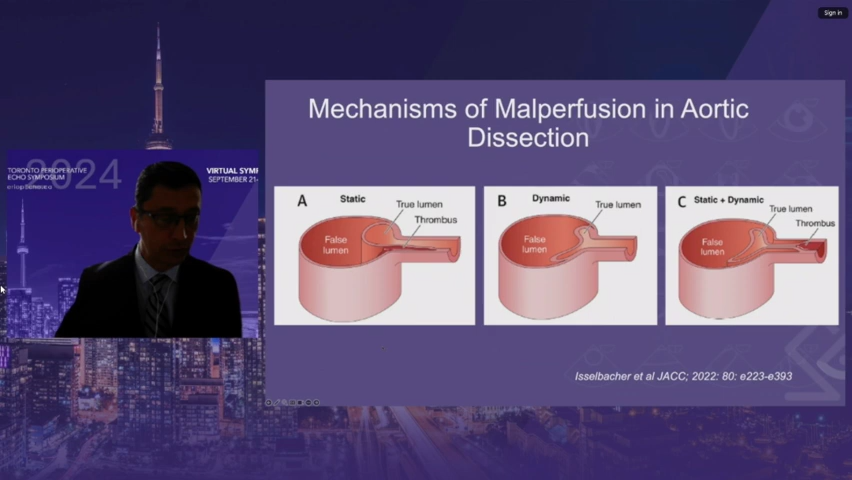 Sign in
Mechanisms of Malperfusion in Aortic
Dissection
2024
TORONTO PERIOPERATIVE
ECHO SYMPOSIUM
VIRTUAL SYMP
SEPTEMBER 21-
A
Static
True lumen
Thrombus
False
lumen
B
Dynamic
True lumen
False
lumen
C
Static + Dynamic
True lumen
Thrombus
False
lumen
Isselbacher et al JACC; 2022: 80: e223-e393